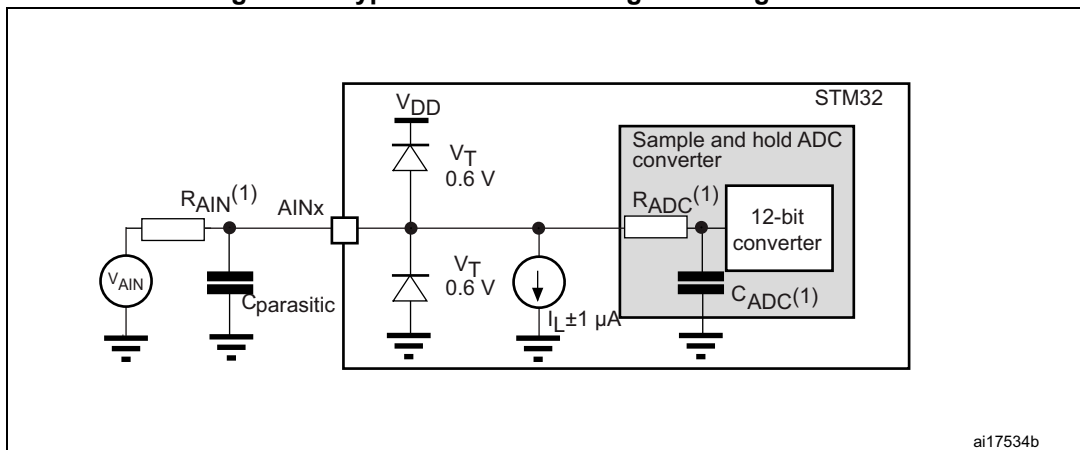 STM32
VDD
Sample and hold ADC
converter
VT
0.6 V
RAIN(1)
AINx
RADC(1)
12-bit
converter
VAIN
Cparasitic
VT
0.6 V
IL±1 µA
CADC(1)
ai17534b